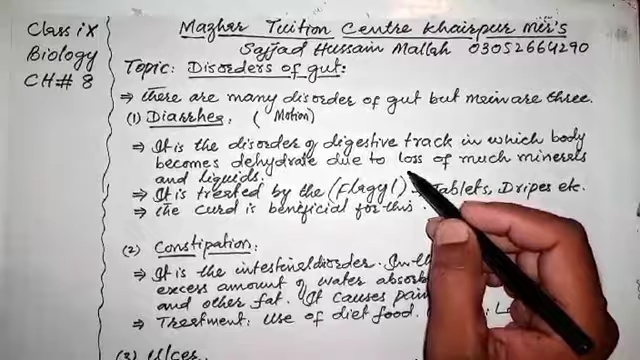 Class iX
Biology
CH# 8
Mazhar Tuition Centre Khairpur Mir's
Sajjad Hussain Mallah 03052664290
Topic: Disorders of gut:
⇒ There are many disorder of gut but mein are three.
(1) Diarrhea, (Motion)
⇒ It is the disorder of digestive track in which body
becomes dehydrate due to loss of much minerels
and liquids.
⇒ It is treated by the (Flagyl) Tablets, Dripes etc.
⇒ The curd is beneficial for this.
(2) Constipation:
⇒ It is the intestinal disorder. In
excess amount of water absorb
and other fat. It causes pain
⇒ Treatment: Use of diet food.
(3) Ulcer